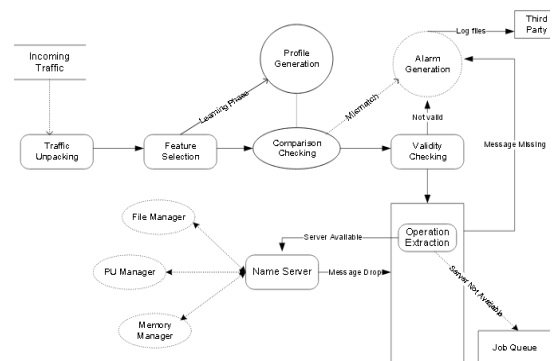 Incoming
Traffic
Profile
Generation
Alarm
Generation
Log files
Third
Party
Learning Phase
Mismatch
Not valid
Message Missing
Traffic
Unpacking
Feature
Selection
Comparison
Checking
Validity
Checking
File Manager
Server Available
Operation
Extraction
PU Manager
Name Server
Message Drop
Server Not Available
Memory
Manager
Job Queue